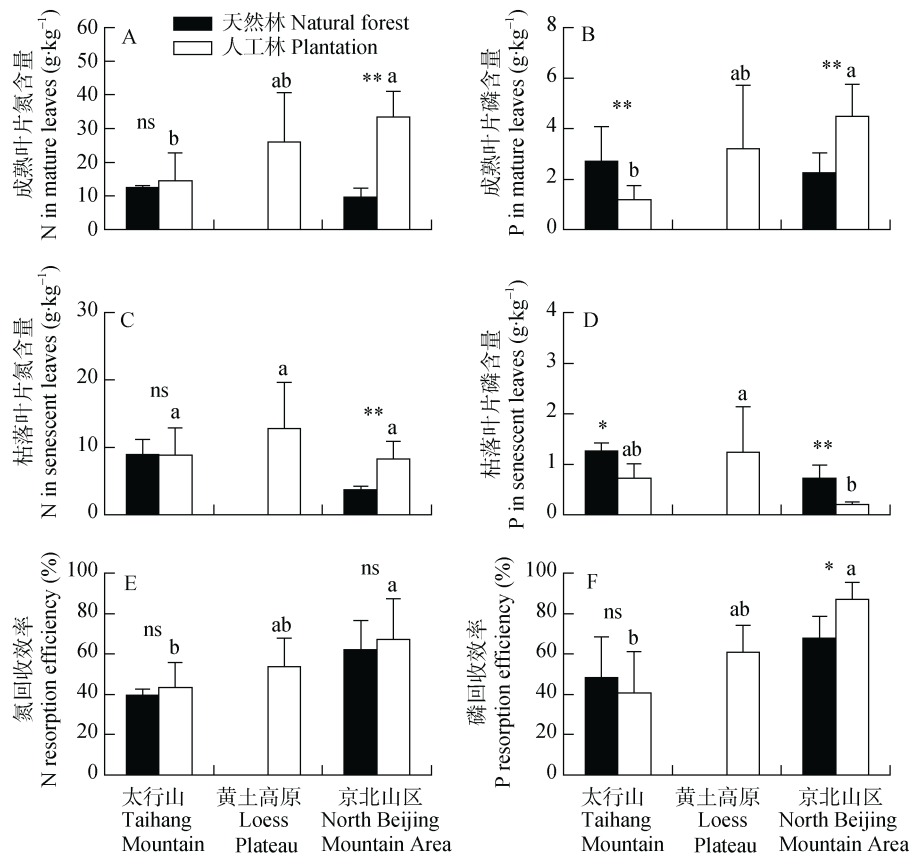 A
天然林 Natural forest
人工林 Plantation
成熟叶片氮含量
N in mature leaves (g·kg⁻¹)
60
50
40
30
20
10
0
ns
b
ab
**
a
B
成熟叶片磷含量
P in mature leaves (g·kg⁻¹)
8
6
4
2
0
**
b
ab
**
a
C
枯落叶片氮含量
N in senescent leaves (g·kg⁻¹)
30
20
10
0
ns
a
a
**
a
D
枯落叶片磷含量
P in senescent leaves (g·kg⁻¹)
4
3
2
1
0
*
ab
a
**
b
E
氮回收效率
N resorption efficiency (%)
100
80
60
40
20
0
ns
b
ab
ns
a
太行山
Taihang
Mountain
黄土高原
Loess
Plateau
京北山区
North Beijing
Mountain Area
F
磷回收效率
P resorption efficiency (%)
100
80
60
40
20
0
ns
b
ab
*
a
太行山
Taihang
Mountain
黄土高原
Loess
Plateau
京北山区
North Beijing
Mountain Area